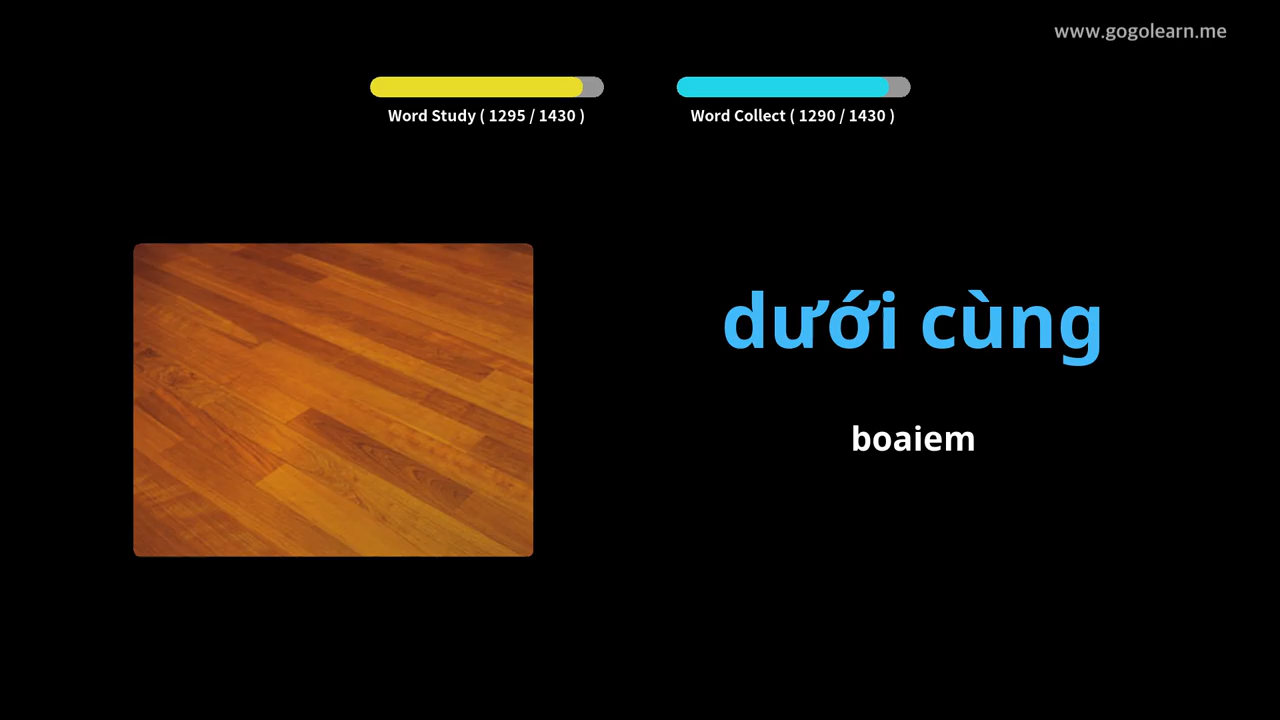 www.gogolearn.me
Word Study ( 1295 / 1430 )
Word Collect ( 1290 / 1430 )
dưới cùng
boaiem